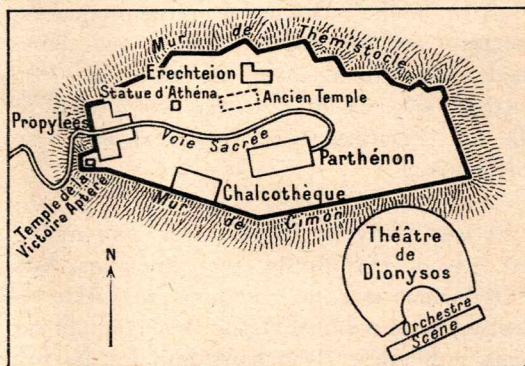 Mur de Thémistocle
Erechteion
Statue d'Athéna
Ancien Temple
Propylées
Voie Sacrée
Parthénon
Temple de la
Victoire Aptère
Chalcothèque
Mur de Cimon
Théâtre
de
Dionysos
Orchestre
Scène
N